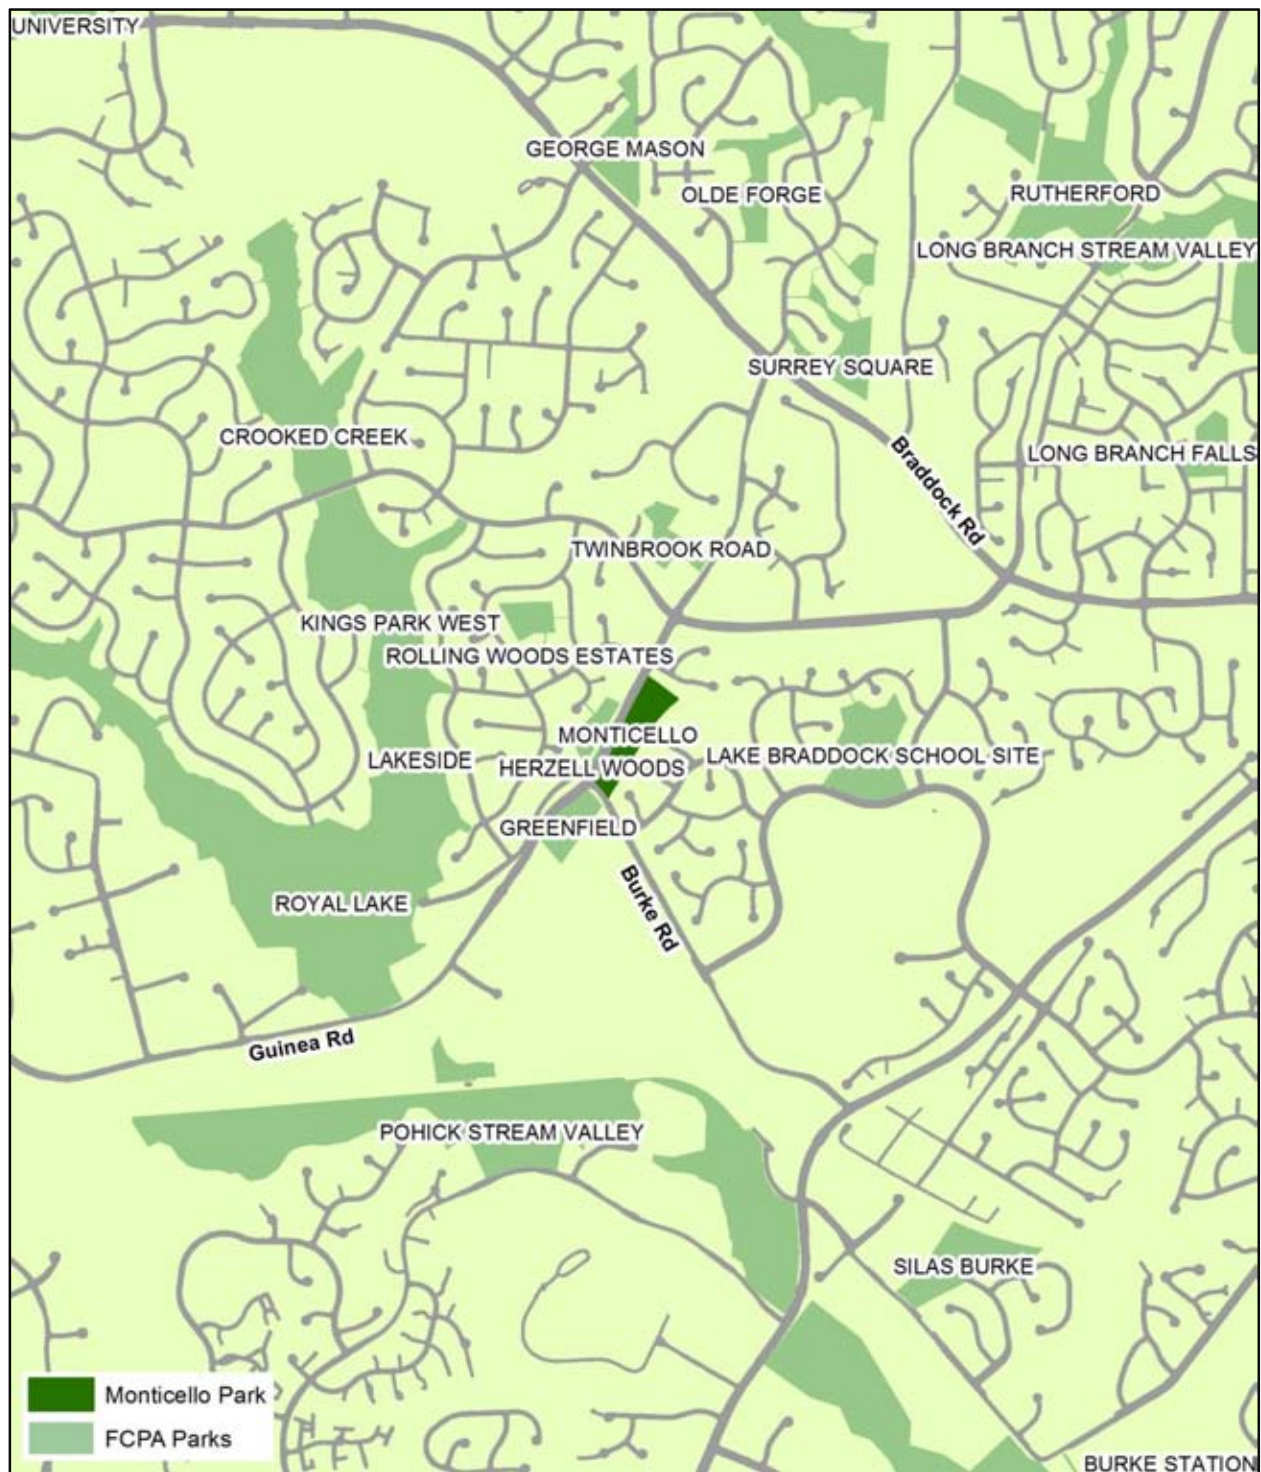 UNIVERSITY
GEORGE MASON
OLDE FORGE
RUTHERFORD
LONG BRANCH STREAM VALLEY
SURREY SQUARE
CROOKED CREEK
LONG BRANCH FALLS
Braddock Rd
TWINBROOK ROAD
KINGS PARK WEST
ROLLING WOODS ESTATES
MONTICELLO
LAKE BRADDOCK SCHOOL SITE
LAKESIDE
HERZELL WOODS
GREENFIELD
ROYAL LAKE
Burke Rd
Guinea Rd
POHICK STREAM VALLEY
SILAS BURKE
Monticello Park
FCPA Parks
BURKE STATION